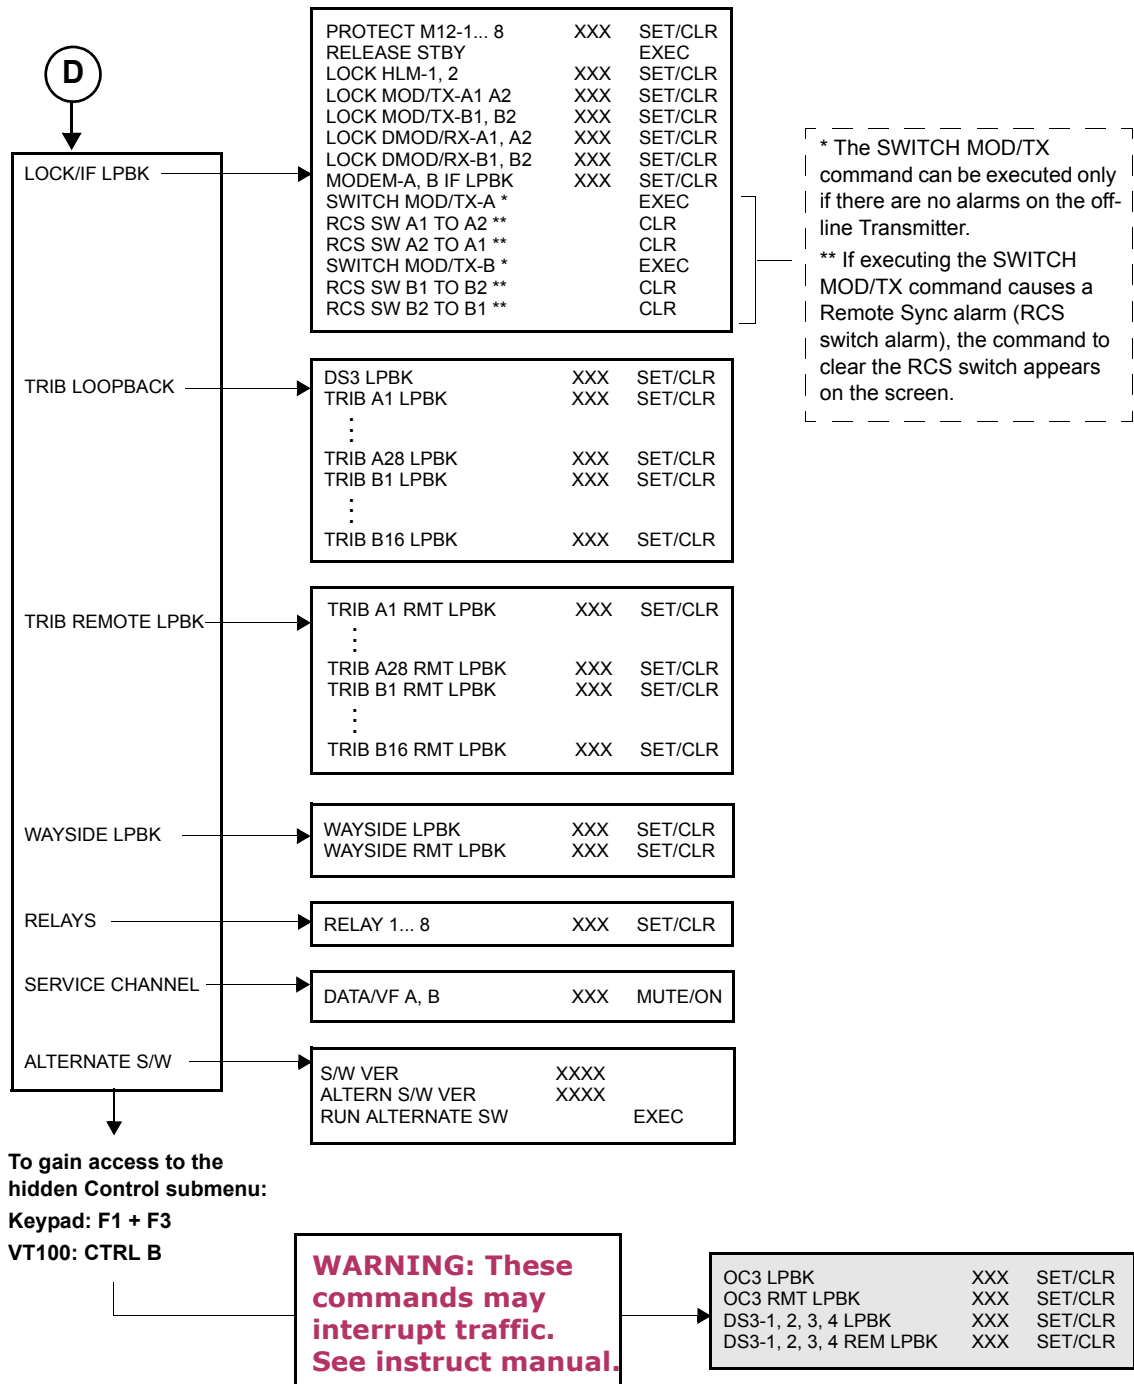 D
LOCK/IF LPBK
PROTECT M12-1... 8 XXX SET/CLR
RELEASE STBY EXEC
LOCK HLM-1, 2 XXX SET/CLR
LOCK MOD/TX-A1 A2 XXX SET/CLR
LOCK MOD/TX-B1, B2 XXX SET/CLR
LOCK DMOD/RX-A1, A2 XXX SET/CLR
LOCK DMOD/RX-B1, B2 XXX SET/CLR
MODEM-A, B IF LPBK XXX SET/CLR
SWITCH MOD/TX-A * EXEC
RCS SW A1 TO A2 ** CLR
RCS SW A2 TO A1 ** CLR
SWITCH MOD/TX-B * EXEC
RCS SW B1 TO B2 ** CLR
RCS SW B2 TO B1 ** CLR
* The SWITCH MOD/TX
command can be executed only
if there are no alarms on the off-
line Transmitter.
** If executing the SWITCH
MOD/TX command causes a
Remote Sync alarm (RCS
switch alarm), the command to
clear the RCS switch appears
on the screen.
TRIB LOOPBACK
DS3 LPBK XXX SET/CLR
TRIB A1 LPBK XXX SET/CLR
⋮
TRIB A28 LPBK XXX SET/CLR
TRIB B1 LPBK XXX SET/CLR
⋮
TRIB B16 LPBK XXX SET/CLR
TRIB REMOTE LPBK
TRIB A1 RMT LPBK XXX SET/CLR
⋮
TRIB A28 RMT LPBK XXX SET/CLR
TRIB B1 RMT LPBK XXX SET/CLR
⋮
TRIB B16 RMT LPBK XXX SET/CLR
WAYSIDE LPBK
WAYSIDE LPBK XXX SET/CLR
WAYSIDE RMT LPBK XXX SET/CLR
RELAYS
RELAY 1... 8 XXX SET/CLR
SERVICE CHANNEL
DATA/VF A, B XXX MUTE/ON
ALTERNATE S/W
S/W VER XXXX
ALTERN S/W VER XXXX
RUN ALTERNATE SW EXEC
To gain access to the
hidden Control submenu:
Keypad: F1 + F3
VT100: CTRL B
WARNING: These
commands may
interrupt traffic.
See instruct manual.
OC3 LPBK XXX SET/CLR
OC3 RMT LPBK XXX SET/CLR
DS3-1, 2, 3, 4 LPBK XXX SET/CLR
DS3-1, 2, 3, 4 REM LPBK XXX SET/CLR